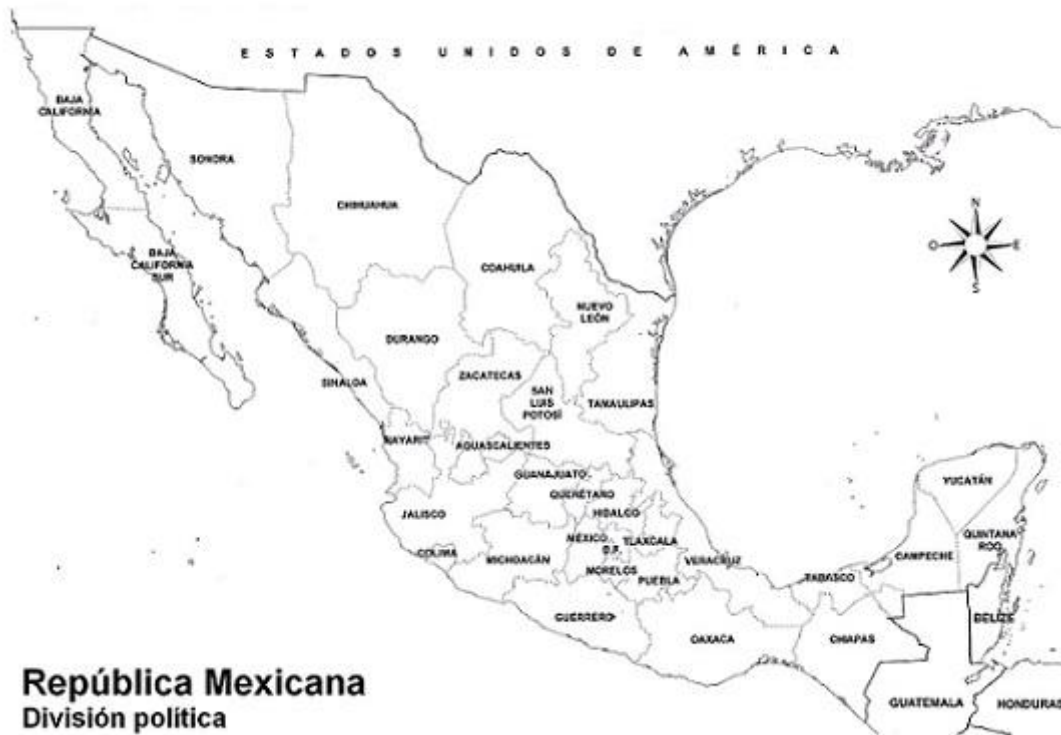 ESTADOS UNIDOS DE AMÉRICA
BAJA
CALIFORNIA
SONORA
CHIHUAHUA
N
O
E
S
BAJA
CALIFORNIA
SUR
COAHUILA
NUEVO
LEÓN
DURANGO
SINALOA
ZACATECAS
SAN
LUIS
POTOSÍ
TAMAULIPAS
NAYARIT
AGUASCALIENTES
GUANAJUATO
QUERÉTARO
HIDALGO
JALISCO
COLIMA
MICHOACÁN
MÉXICO
D.F.
TLAXCALA
MORELOS
PUEBLA
VERACRUZ
GUERRERO
OAXACA
TABASCO
CHIAPAS
CAMPECHE
YUCATÁN
QUINTANA
ROO
BELIZE
GUATEMALA
HONDURAS
República Mexicana
División política